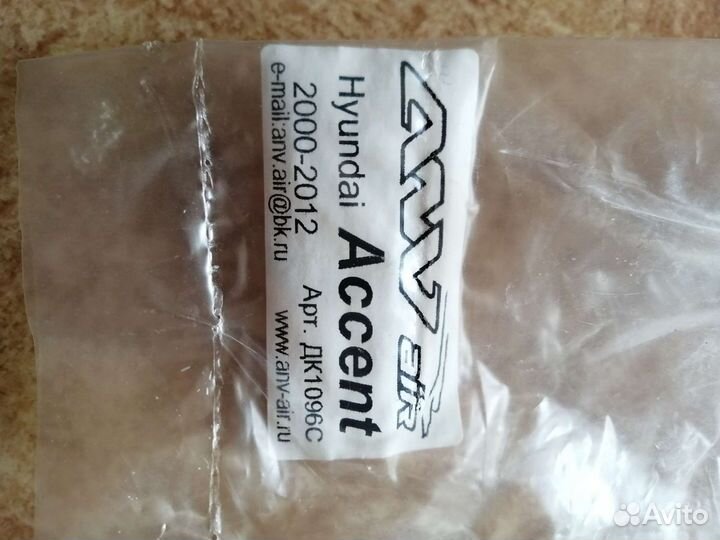 ANV air
Hyundai Accent
2000-2012 Арт. ДК1096С
e-mail:anv.air@bk.ru www.anv-air.ru
Avito